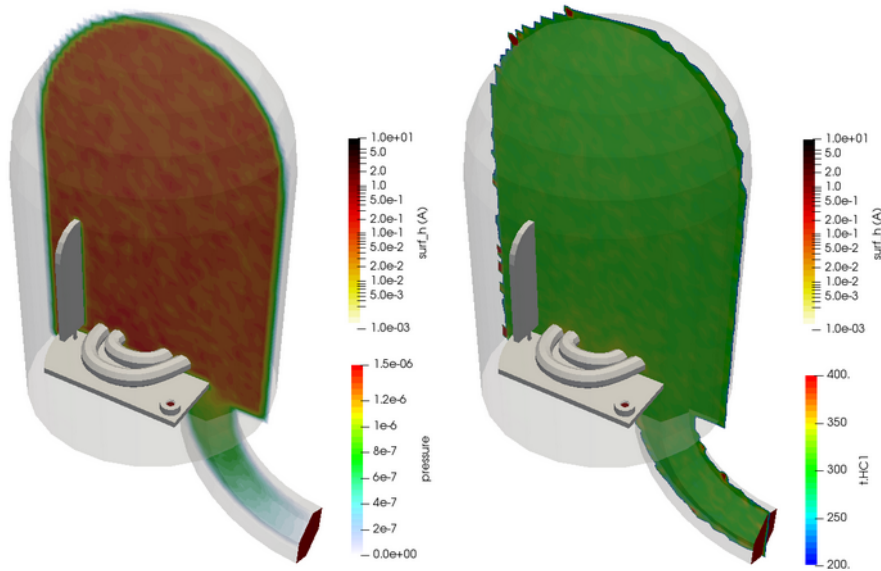 1.0e+01
5.0
2.0
1.0
5.0e-1
2.0e-1
1.0e-1
5.0e-2
2.0e-2
1.0e-2
5.0e-3
1.0e-03
surf_h (A)
1.5e-06
1.2e-6
1e-6
8e-7
6e-7
4e-7
2e-7
0.0e+00
pressure
1.0e+01
5.0
2.0
1.0
5.0e-1
2.0e-1
1.0e-1
5.0e-2
2.0e-2
1.0e-2
5.0e-3
1.0e-03
surf_h (A)
400.
350
300
250
200.
t.HC1